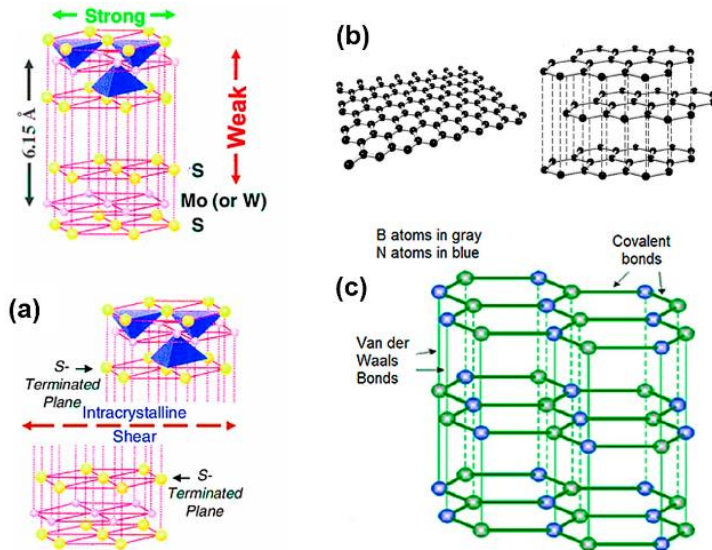 Strong
6.15 Å
Weak
S
Mo (or W)
S
(a)
S-
Terminated
Plane
Intracrystalline
Shear
S-
Terminated
Plane
(b)
B atoms in gray
N atoms in blue
Covalent
bonds
(c)
Van der
Waals
Bonds